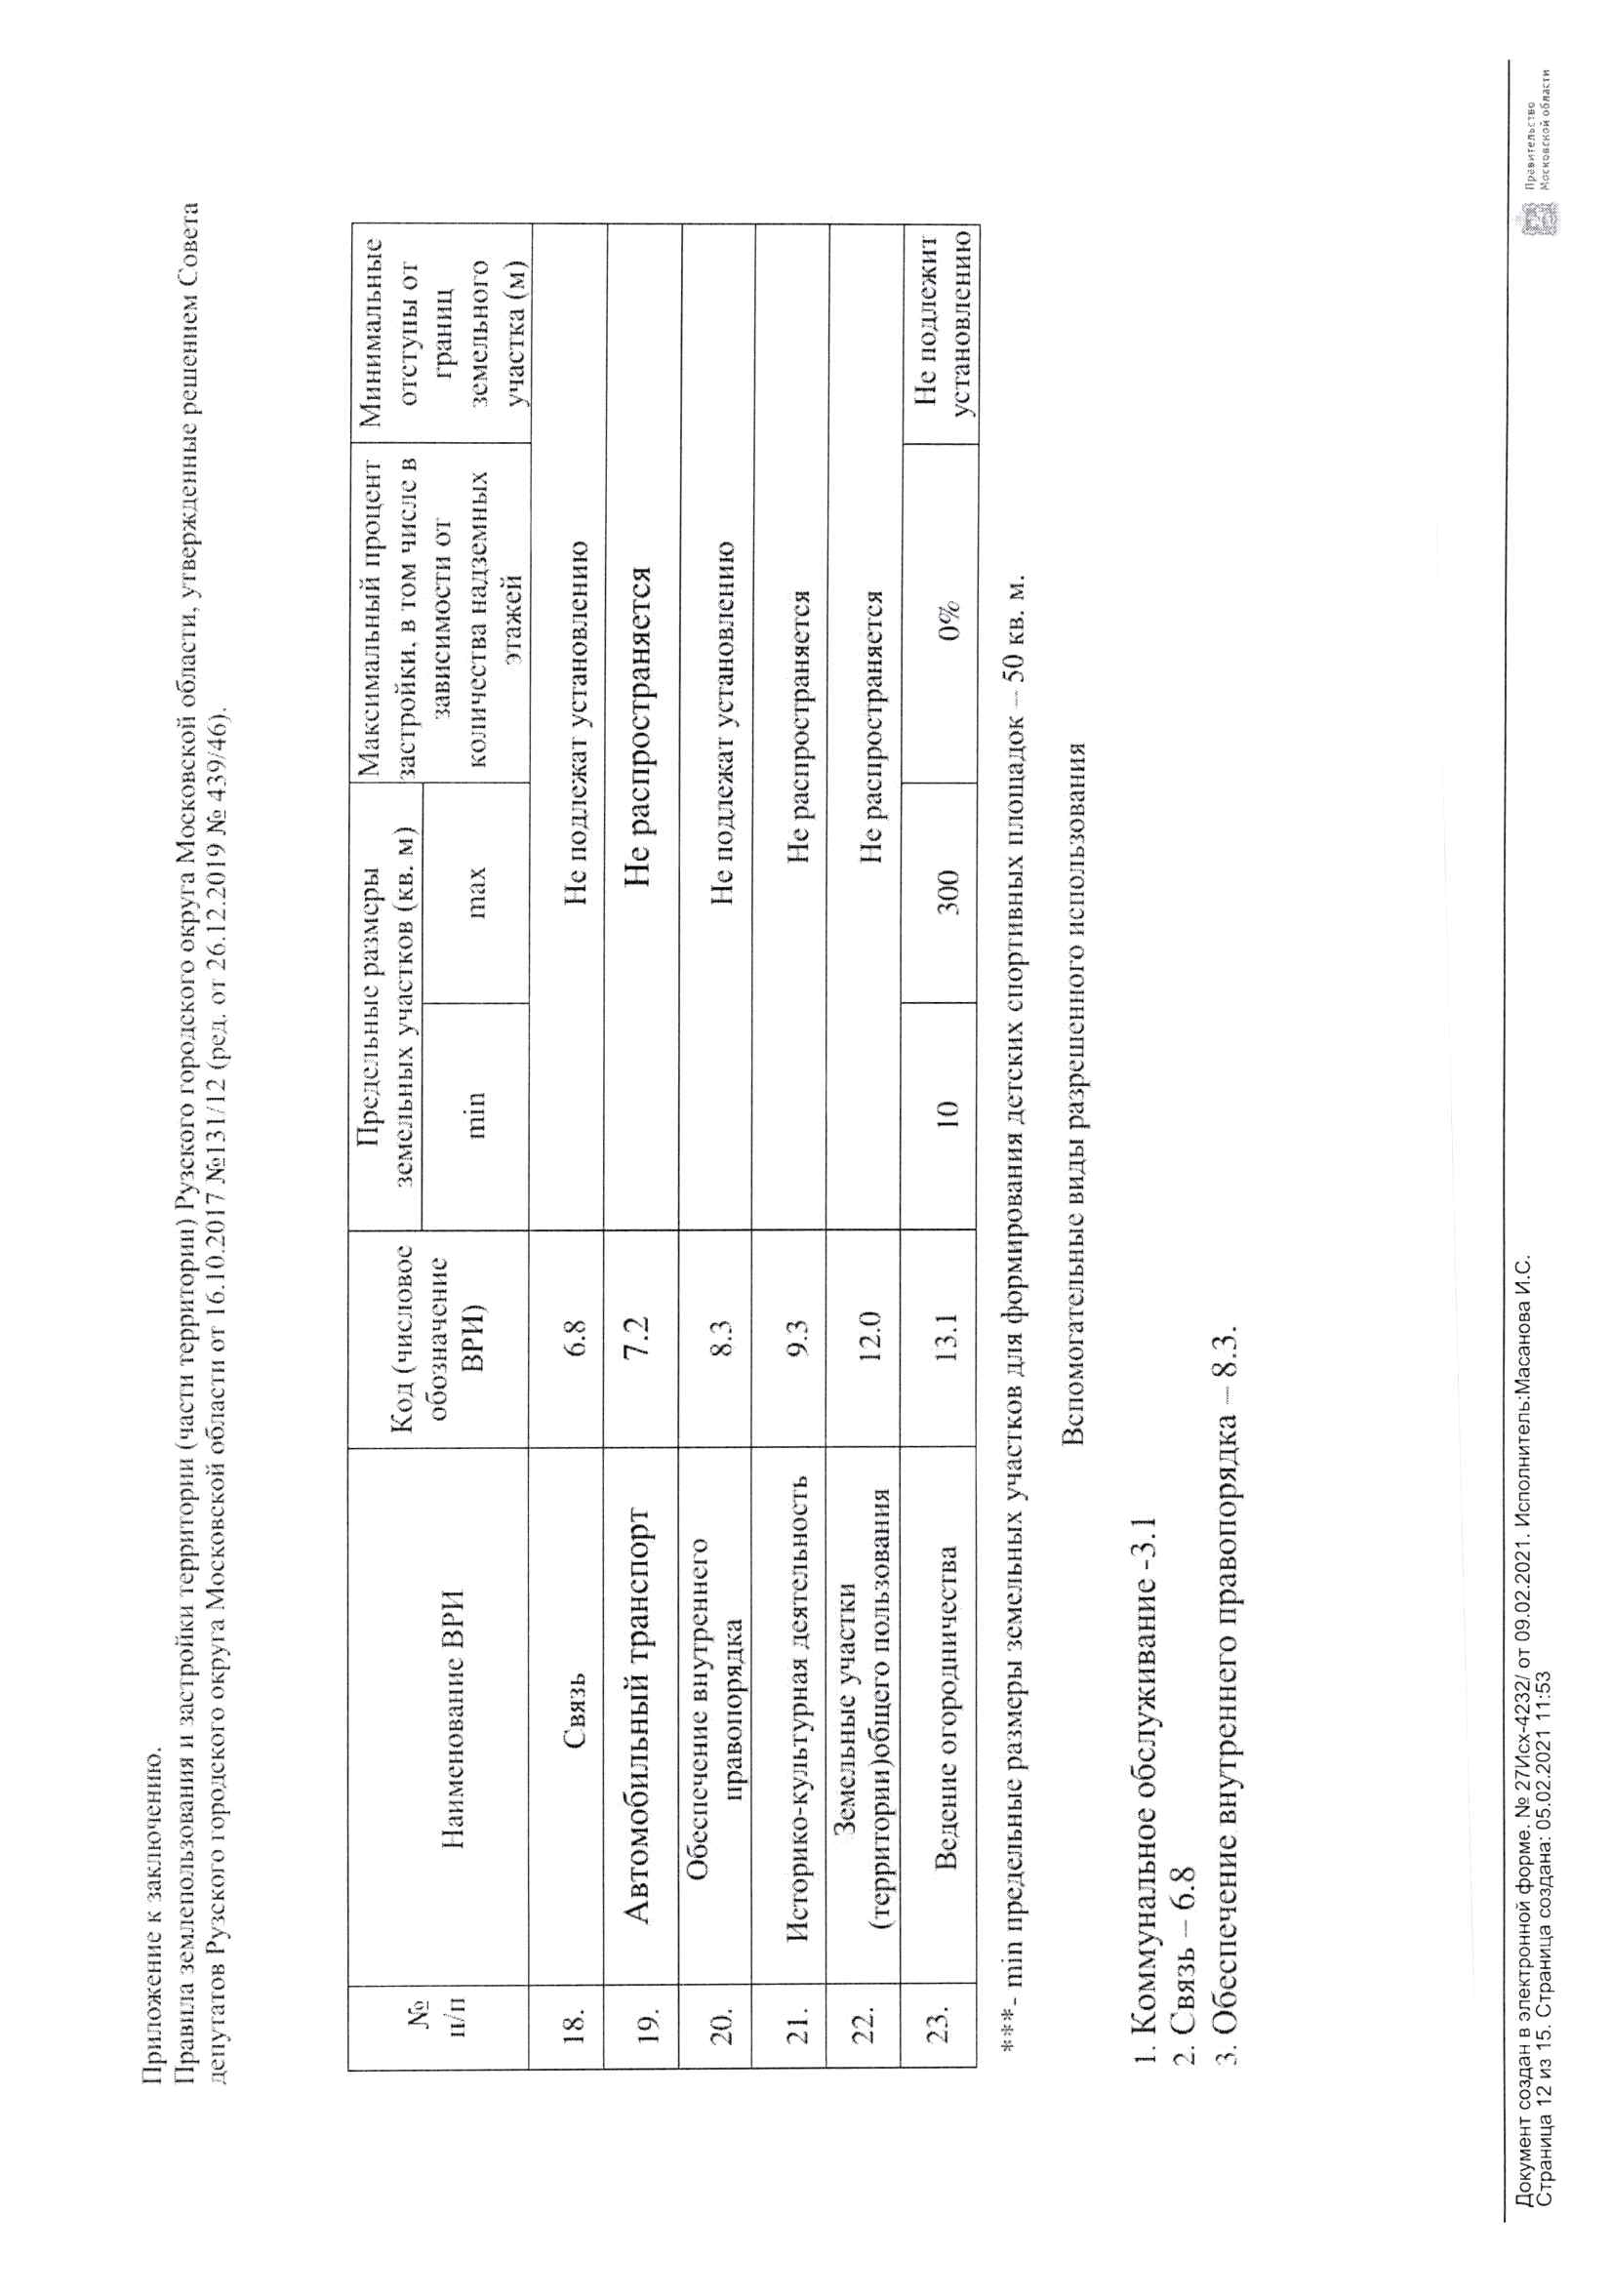 Приложение к заключению.
Правила землепользования и застройки территории (части территории) Рузского городского округа Московской области, утвержденные решением Совета
депутатов Рузского городского округа Московской области от 16.10.2017 №131/12 (ред. от 26.12.2019 № 439/46).
№
п/п
Наименование ВРИ
Код (числовое
обозначение
ВРИ)
Предельные размеры
земельных участков (кв. м)
min
max
Максимальный процент
застройки, в том числе в
зависимости от
количества надземных
этажей
Минимальные
отступы от
границ
земельного
участка (м)
18.
Связь
6.8
Не подлежат установлению
19.
Автомобильный транспорт
7.2
Не распространяется
20.
Обеспечение внутреннего
правопорядка
8.3
Не подлежат установлению
21.
Историко-культурная деятельность
9.3
Не распространяется
22.
Земельные участки
(территории)общего пользования
12.0
Не распространяется
23.
Ведение огородничества
13.1
10
300
0%
Не подлежит
установлению
***- min предельные размеры земельных участков для формирования детских спортивных площадок – 50 кв. м.
Вспомогательные виды разрешенного использования
1. Коммунальное обслуживание -3.1
2. Связь – 6.8
3. Обеспечение внутреннего правопорядка – 8.3.
Документ создан в электронной форме. № 27Исх-4232/ от 09.02.2021. Исполнитель:Масанова И.С.
Страница 12 из 15. Страница создана: 05.02.2021 11:53
Правительство
Московской области